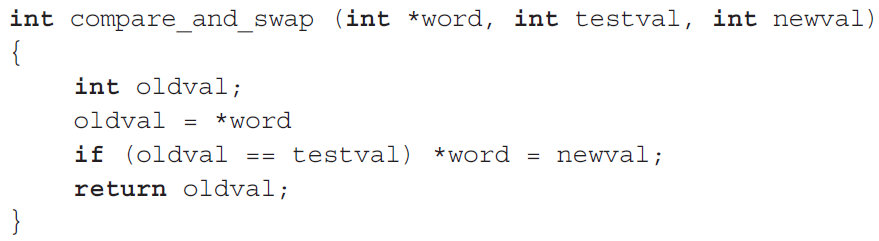 int compare_and_swap (int *word, int testval, int newval)
{
int oldval;
oldval = *word
if (oldval == testval) *word = newval;
return oldval;
}